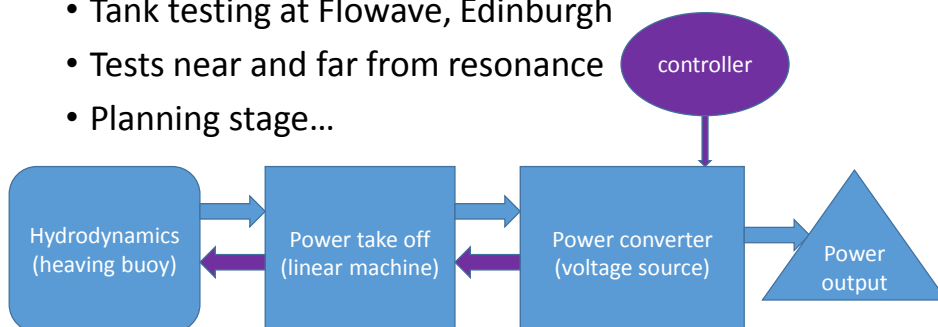 • Tank testing at Flowave, Edinburgh
• Tests near and far from resonance
• Planning stage…
controller
Hydrodynamics
(heaving buoy)
Power take off
(linear machine)
Power converter
(voltage source)
Power
output